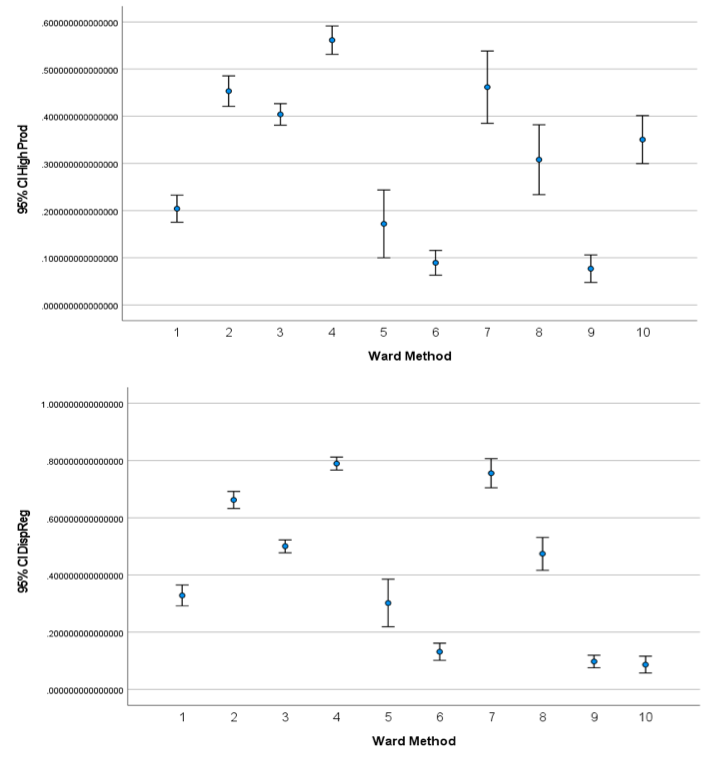 .600000000000000
.500000000000000
.400000000000000
.300000000000000
.200000000000000
.100000000000000
.000000000000000
95% CI High Prod
1 2 3 4 5 6 7 8 9 10
Ward Method
1.000000000000000
.800000000000000
.600000000000000
.400000000000000
.200000000000000
.000000000000000
95% CI DispReg
1 2 3 4 5 6 7 8 9 10
Ward Method